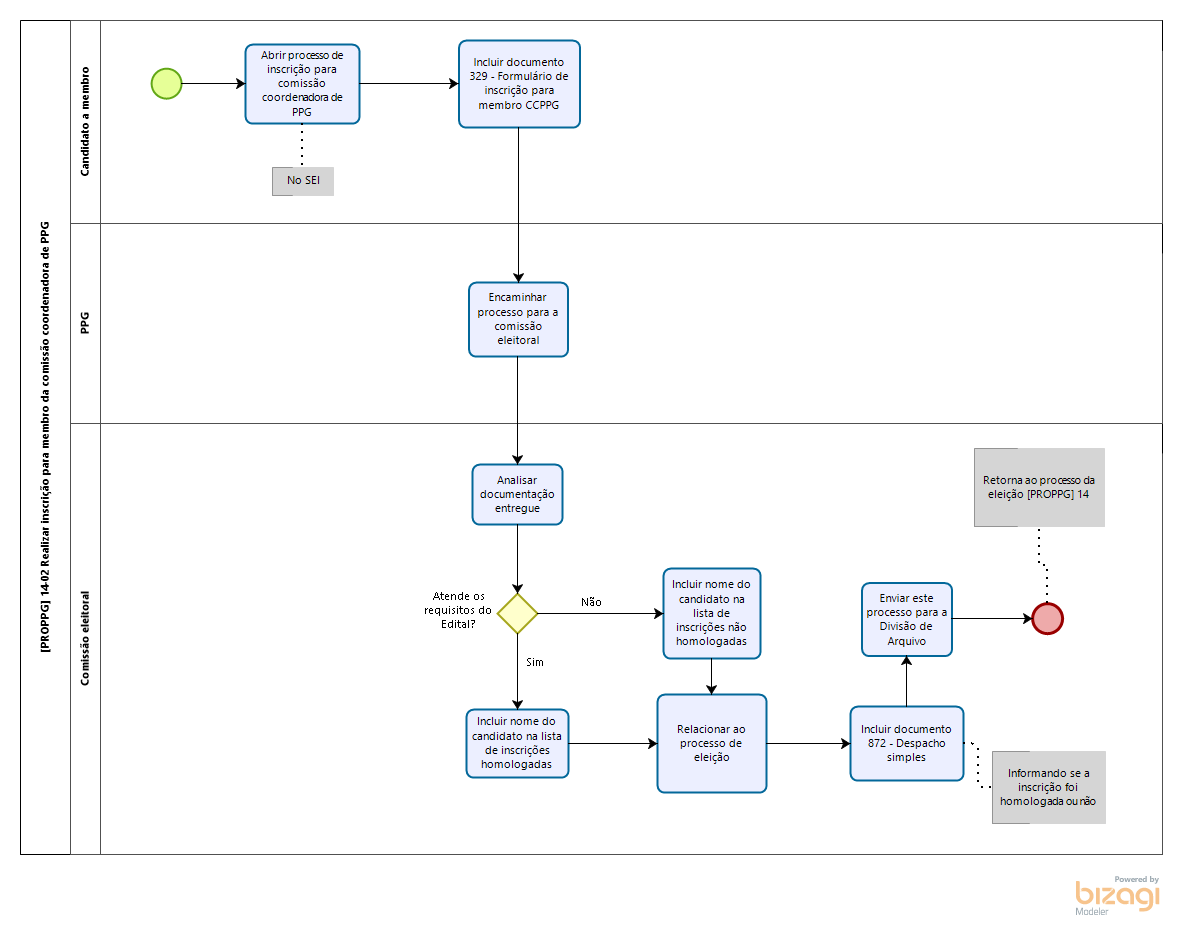 [PROPPG] 14-02 Realizar inscrição para membro da comissão coordenadora de PPG
Candidato a membro
Abrir processo de
inscrição para
comissão
coordenadora de
PPG
Incluir documento
329 - Formulário de
inscrição para
membro CCPPG
No SEI
PPG
Encaminhar
processo para a
comissão
eleitoral
Comissão eleitoral
Analisar
documentação
entregue
Retorna ao processo da
eleição [PROPPG] 14
Atende os
requisitos do
Edital?
Não
Sim
Incluir nome do
candidato na
lista de
inscrições não
homologadas
Enviar este
processo para a
Divisão de
Arquivo
Incluir nome do
candidato na lista
de inscrições
homologadas
Relacionar ao
processo de
eleição
Incluir documento
872 - Despacho
simples
Informando se a
inscrição foi
homologada ou não
Powered by
bizagi
Modeler